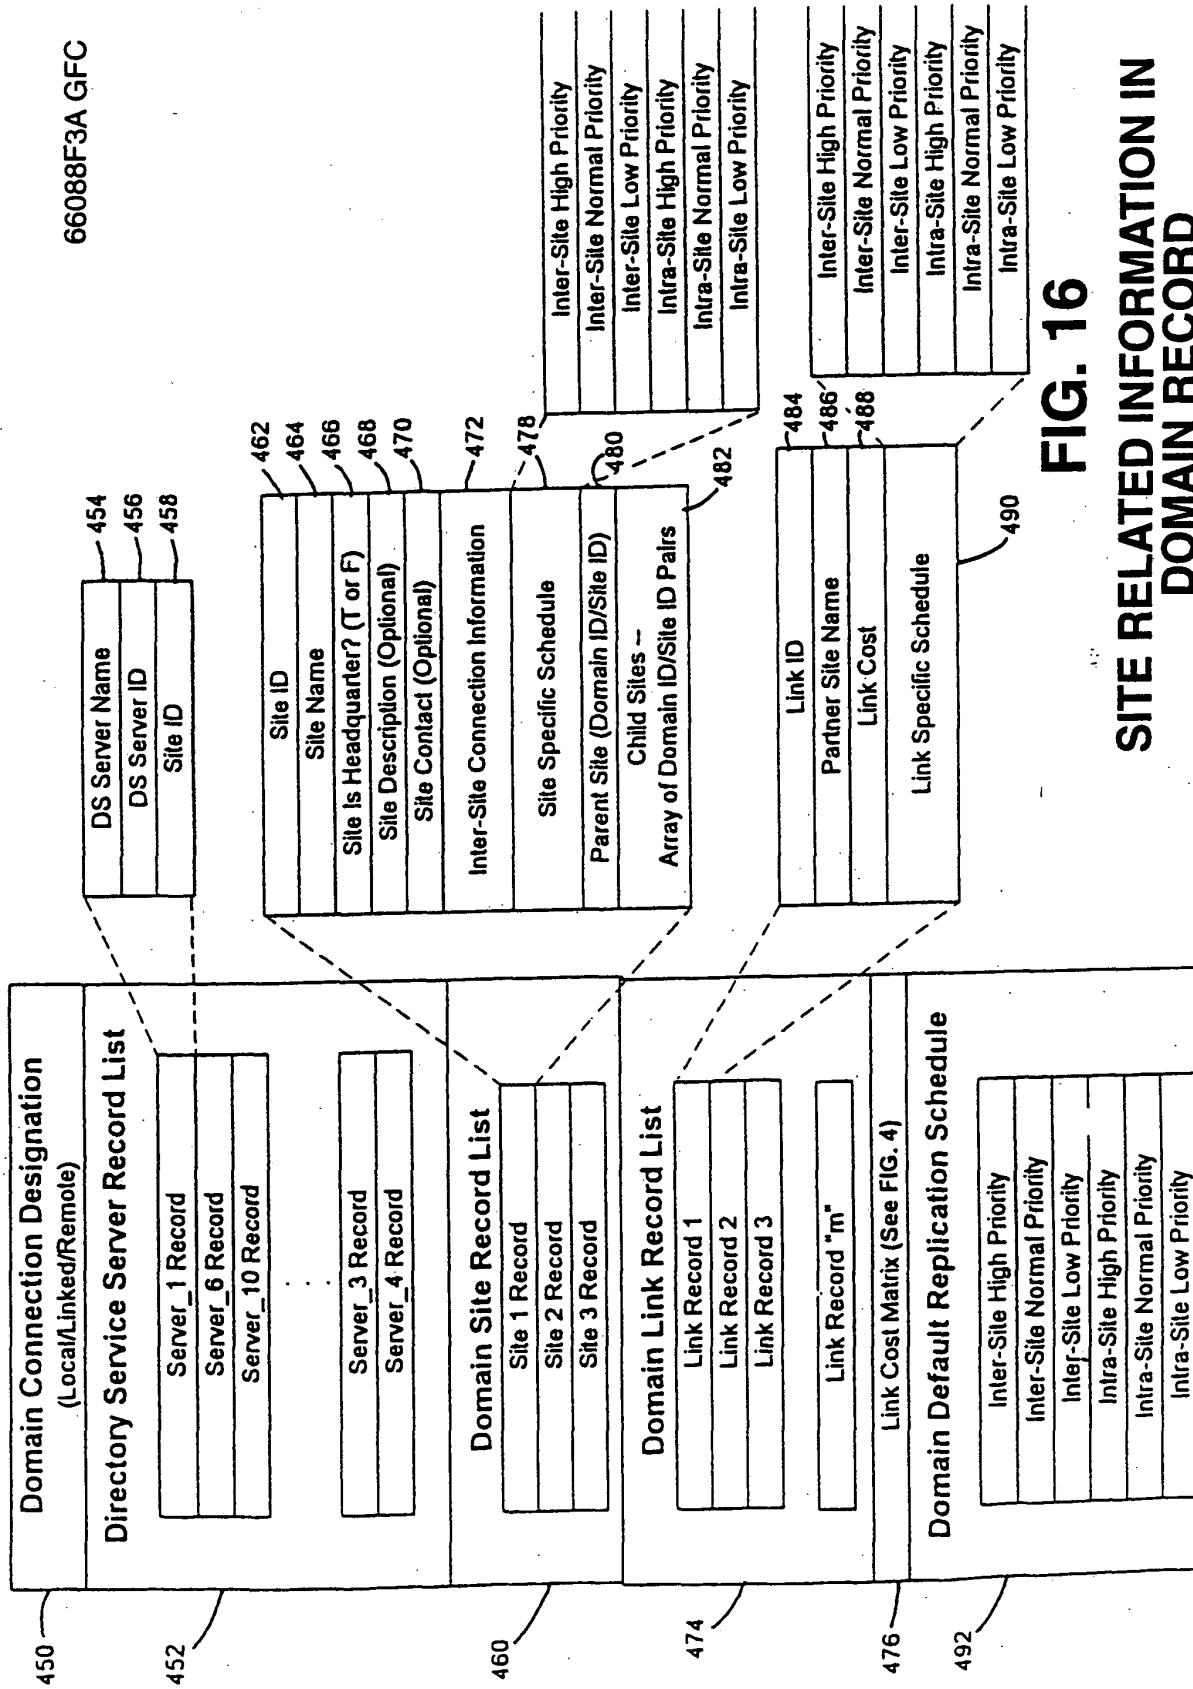 66088F3A GFC
450
Domain Connection Designation
(Local/Linked/Remote)
452
Directory Service Server Record List
Server_1 Record
Server_6 Record
Server_10 Record
Server_3 Record
Server_4 Record
DS Server Name
454
DS Server ID
456
Site ID
458
460
Domain Site Record List
Site 1 Record
Site 2 Record
Site 3 Record
Site ID
462
Site Name
464
Site Is Headquarter? (T or F)
466
Site Description (Optional)
468
Site Contact (Optional)
470
Inter-Site Connection Information
472
Site Specific Schedule
478
Parent Site (Domain ID/Site ID)
480
Child Sites --
Array of Domain ID/Site ID Pairs
482
Inter-Site High Priority
Inter-Site Normal Priority
Inter-Site Low Priority
Intra-Site High Priority
Intra-Site Normal Priority
Intra-Site Low Priority
474
Domain Link Record List
Link Record 1
Link Record 2
Link Record 3
Link Record "m"
Link ID
484
Partner Site Name
486
Link Cost
488
Link Specific Schedule
490
Inter-Site High Priority
Inter-Site Normal Priority
Inter-Site Low Priority
Intra-Site High Priority
Intra-Site Normal Priority
Intra-Site Low Priority
476
Link Cost Matrix (See FIG. 4)
492
Domain Default Replication Schedule
Inter-Site High Priority
Inter-Site Normal Priority
Inter-Site Low Priority
Intra-Site High Priority
Intra-Site Normal Priority
Intra-Site Low Priority
FIG. 16
SITE RELATED INFORMATION IN
DOMAIN RECORD